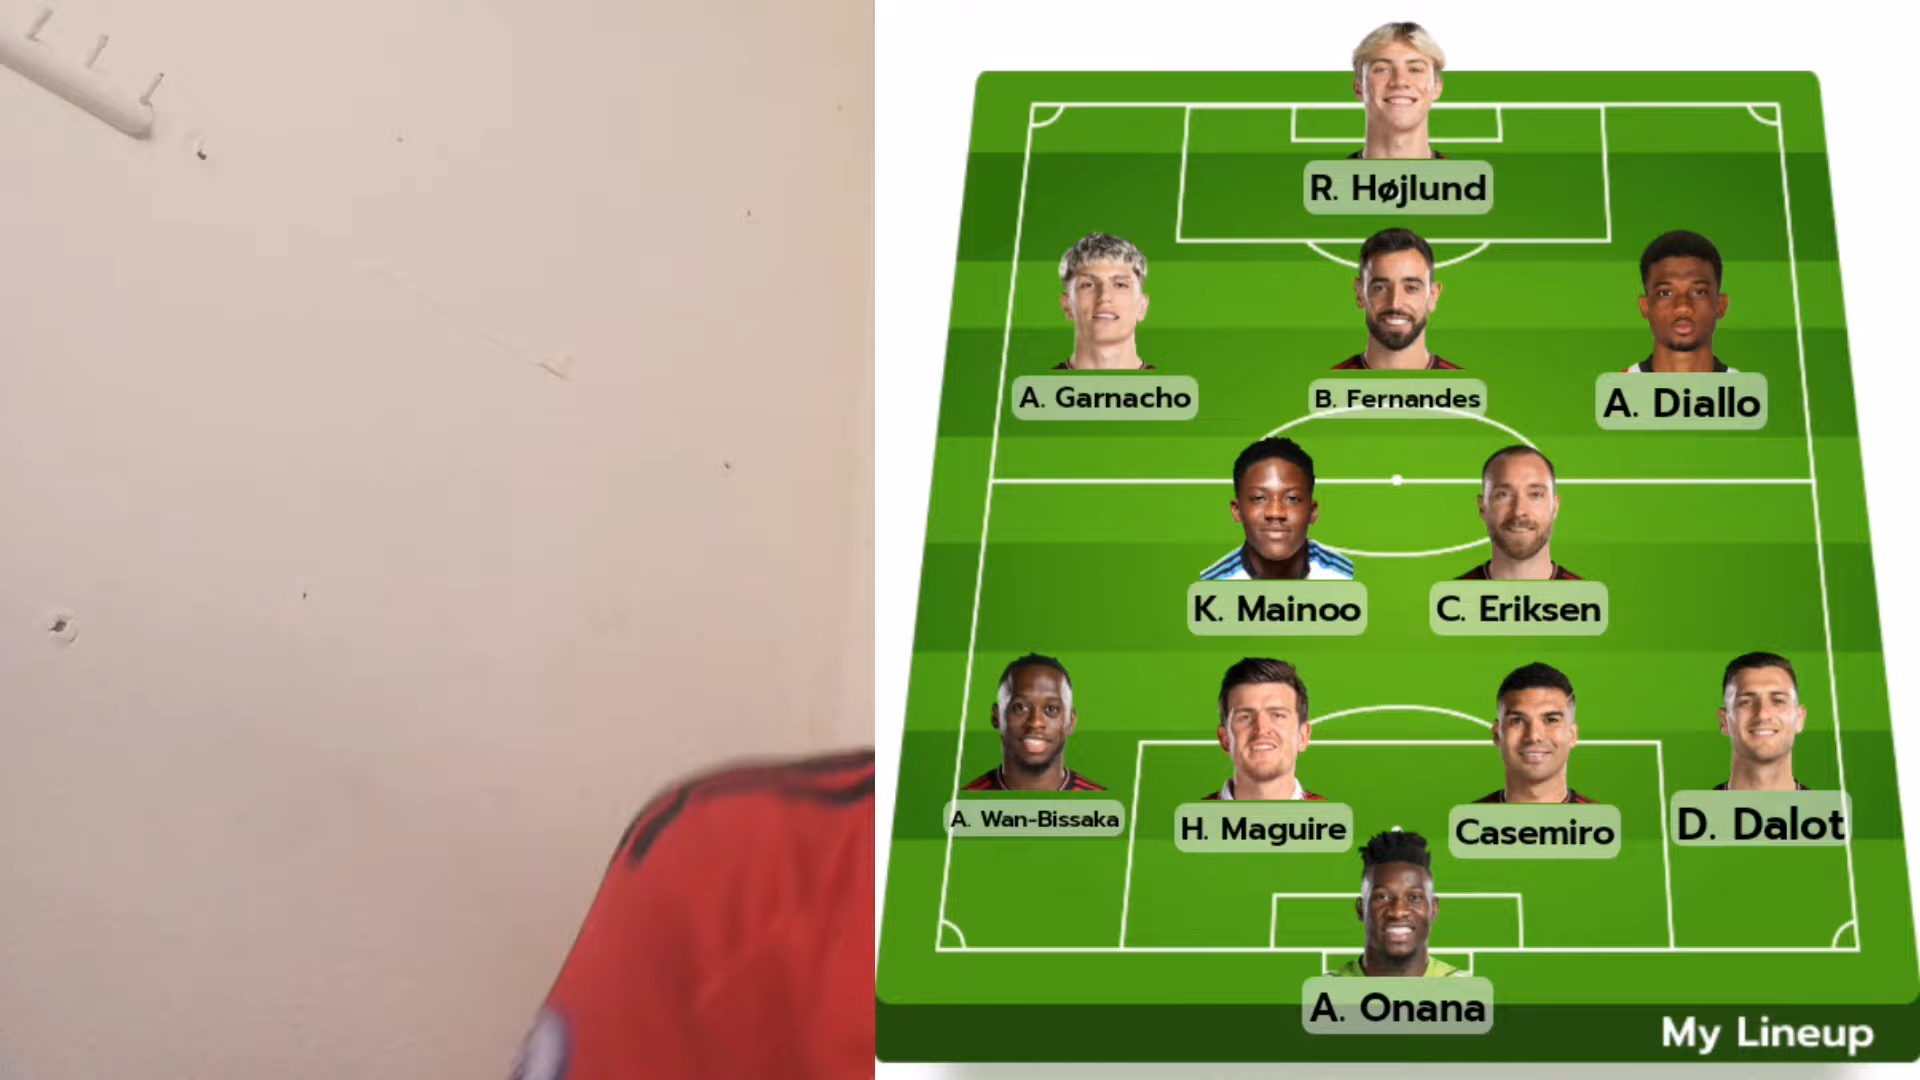 R. Højlund
A. Garnacho
B. Fernandes
A. Diallo
K. Mainoo
C. Eriksen
A. Wan-Bissaka
H. Maguire
Casemiro
D. Dalot
A. Onana
My Lineup